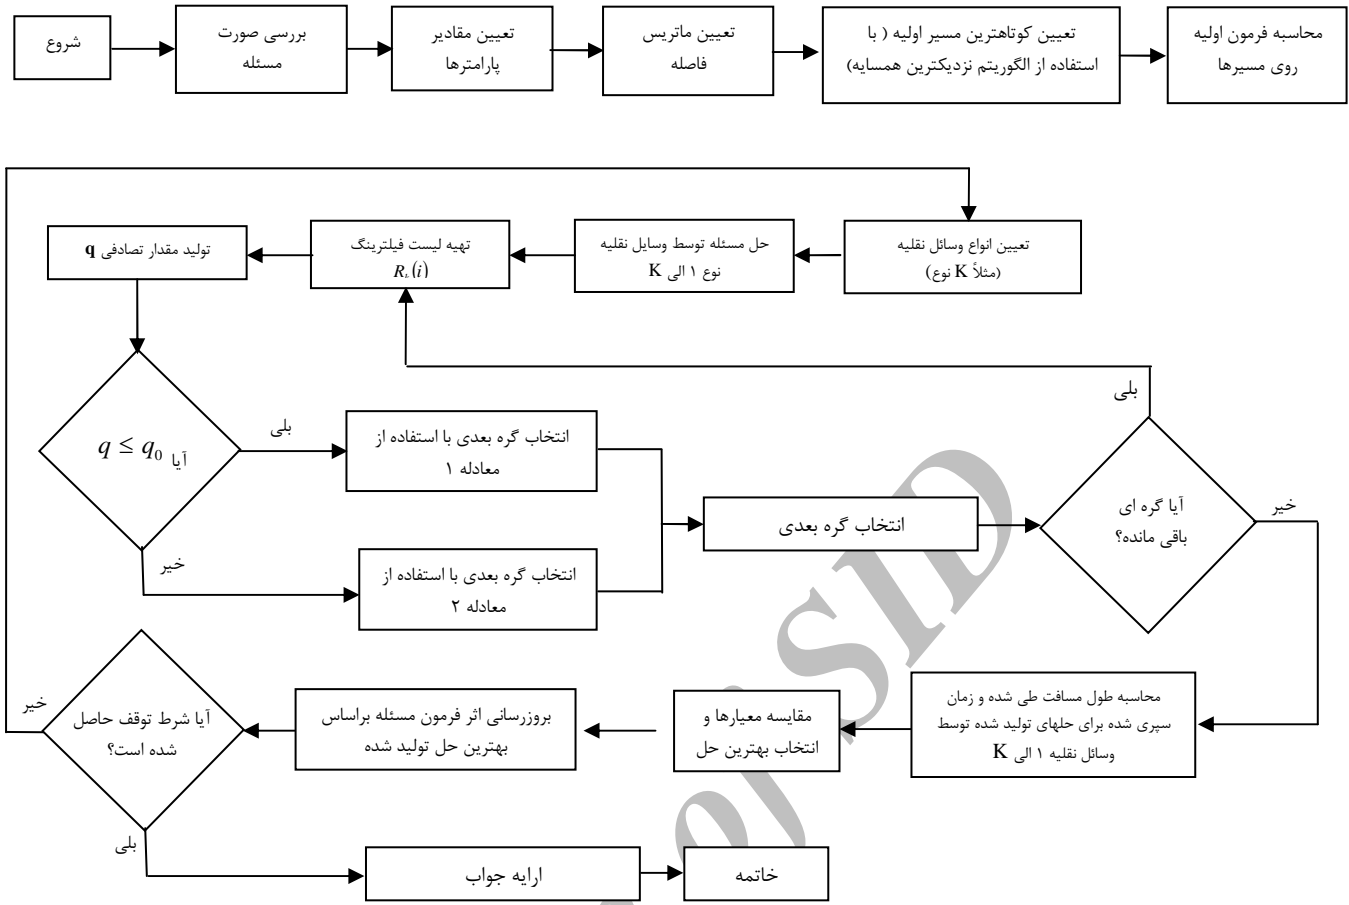 شروع
بررسی صورت
مسئله
تعیین مقادیر
پارامترها
تعیین ماتریس
فاصله
تعیین کوتاهترین مسیر اولیه ( با
استفاده از الگوریتم نزدیکترین همسایه)
محاسبه فرمون اولیه
روی مسیرها
تعیین انواع وسائل نقلیه
(مثلاً K نوع)
حل مسئله توسط وسایل نقلیه
نوع ۱ الی K
تهیه لیست فیلترینگ
R_k(i)
تولید مقدار تصادفی q
آیا q ≤ q₀
بلی
انتخاب گره بعدی با استفاده از
معادله ۱
خیر
انتخاب گره بعدی با استفاده از
معادله ۲
انتخاب گره بعدی
آیا گره ای
باقی مانده؟
بلی
خیر
محاسبه طول مسافت طی شده و زمان
سپری شده برای حلهای تولید شده توسط
وسائل نقلیه ۱ الی K
مقایسه معیارها و
انتخاب بهترین حل
بروزرسانی اثر فرمون مسئله براساس
بهترین حل تولید شده
آیا شرط توقف حاصل
شده است؟
خیر
بلی
ارایه جواب
خاتمه
of SID